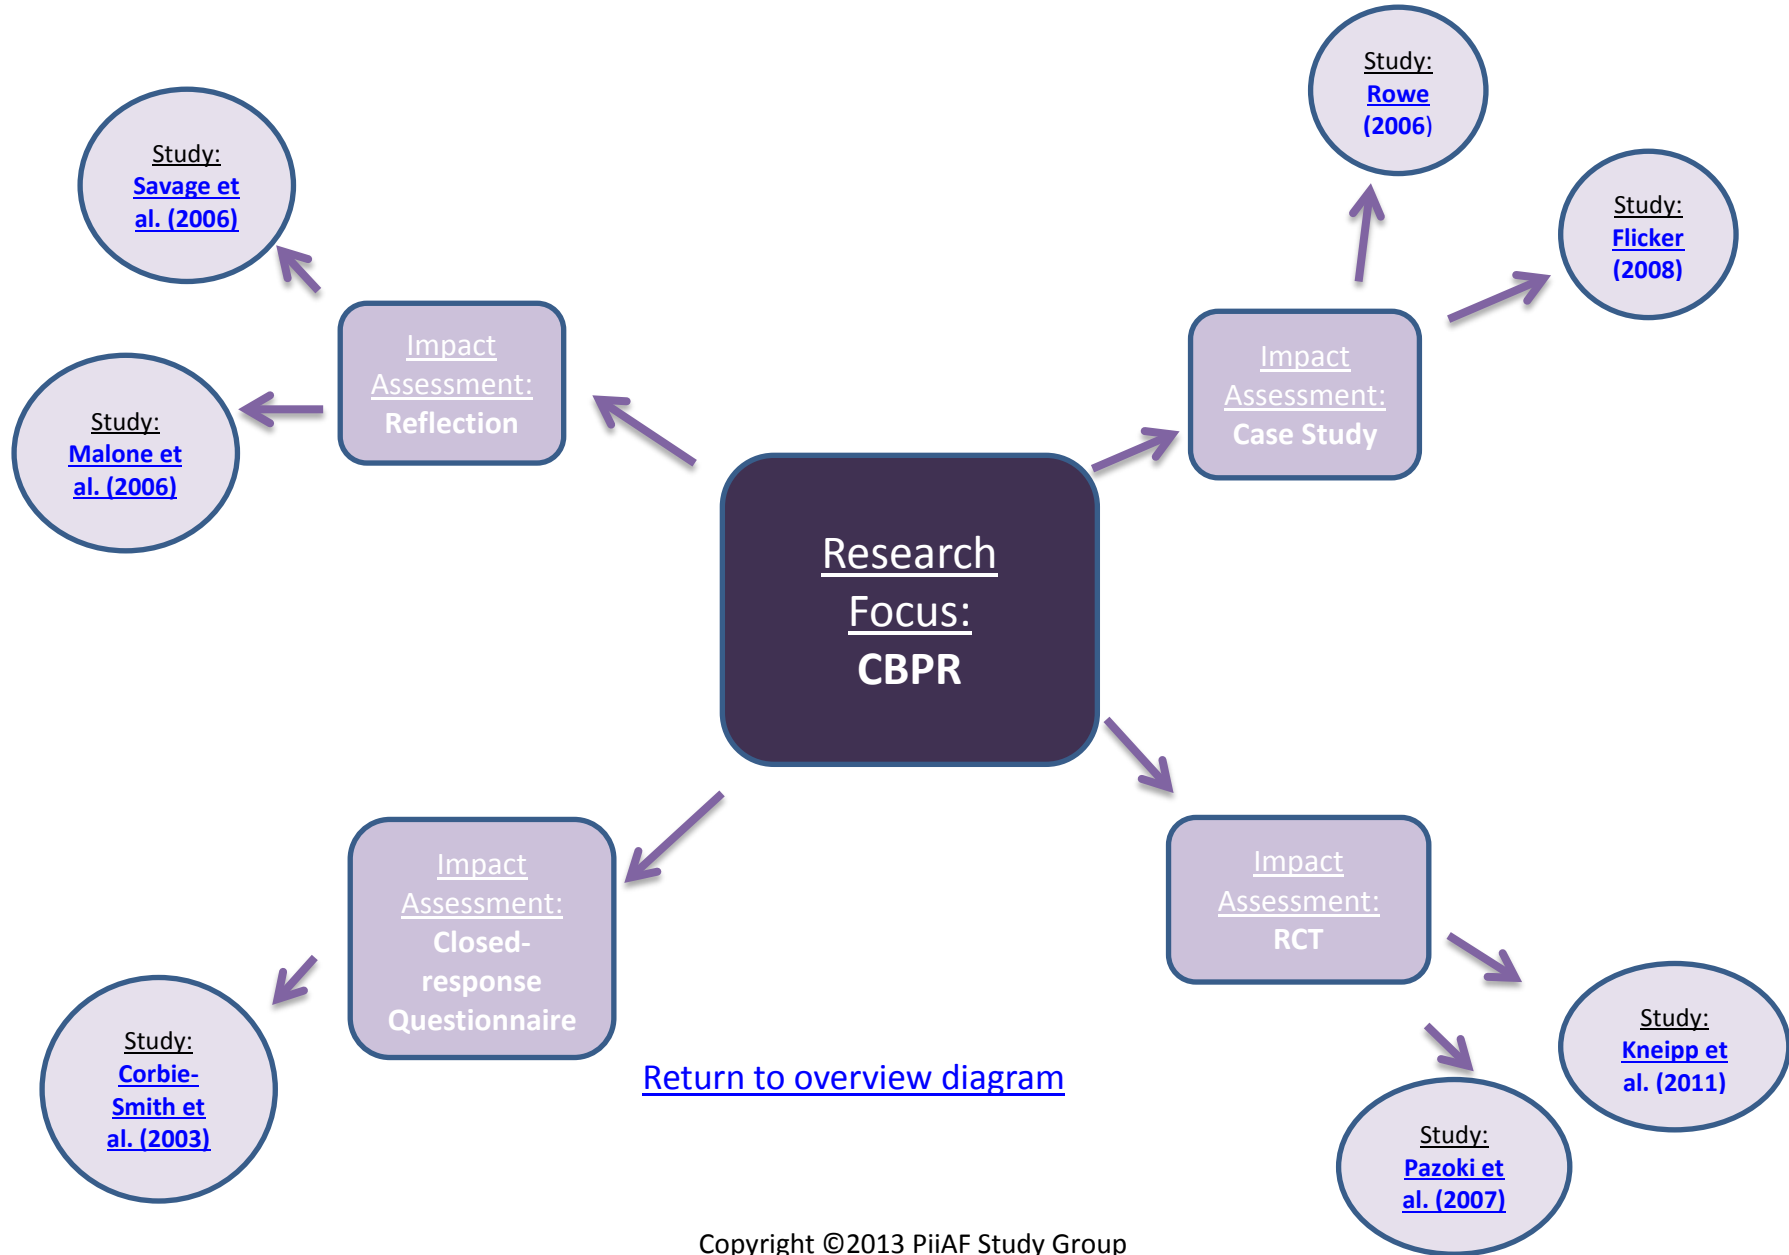 Study:
Rowe
(2006)
Study:
Savage et
al. (2006)
Study:
Flicker
(2008)
Impact
Assessment:
Reflection
Impact
Assessment:
Case Study
Study:
Malone et
al. (2006)
Research
Focus:
CBPR
Impact
Assessment:
Closed-
response
Questionnaire
Impact
Assessment:
RCT
Study:
Corbie-
Smith et
al. (2003)
Return to overview diagram
Study:
Kneipp et
al. (2011)
Study:
Pazoki et
al. (2007)
Copyright ©2013 PiiAF Study Group